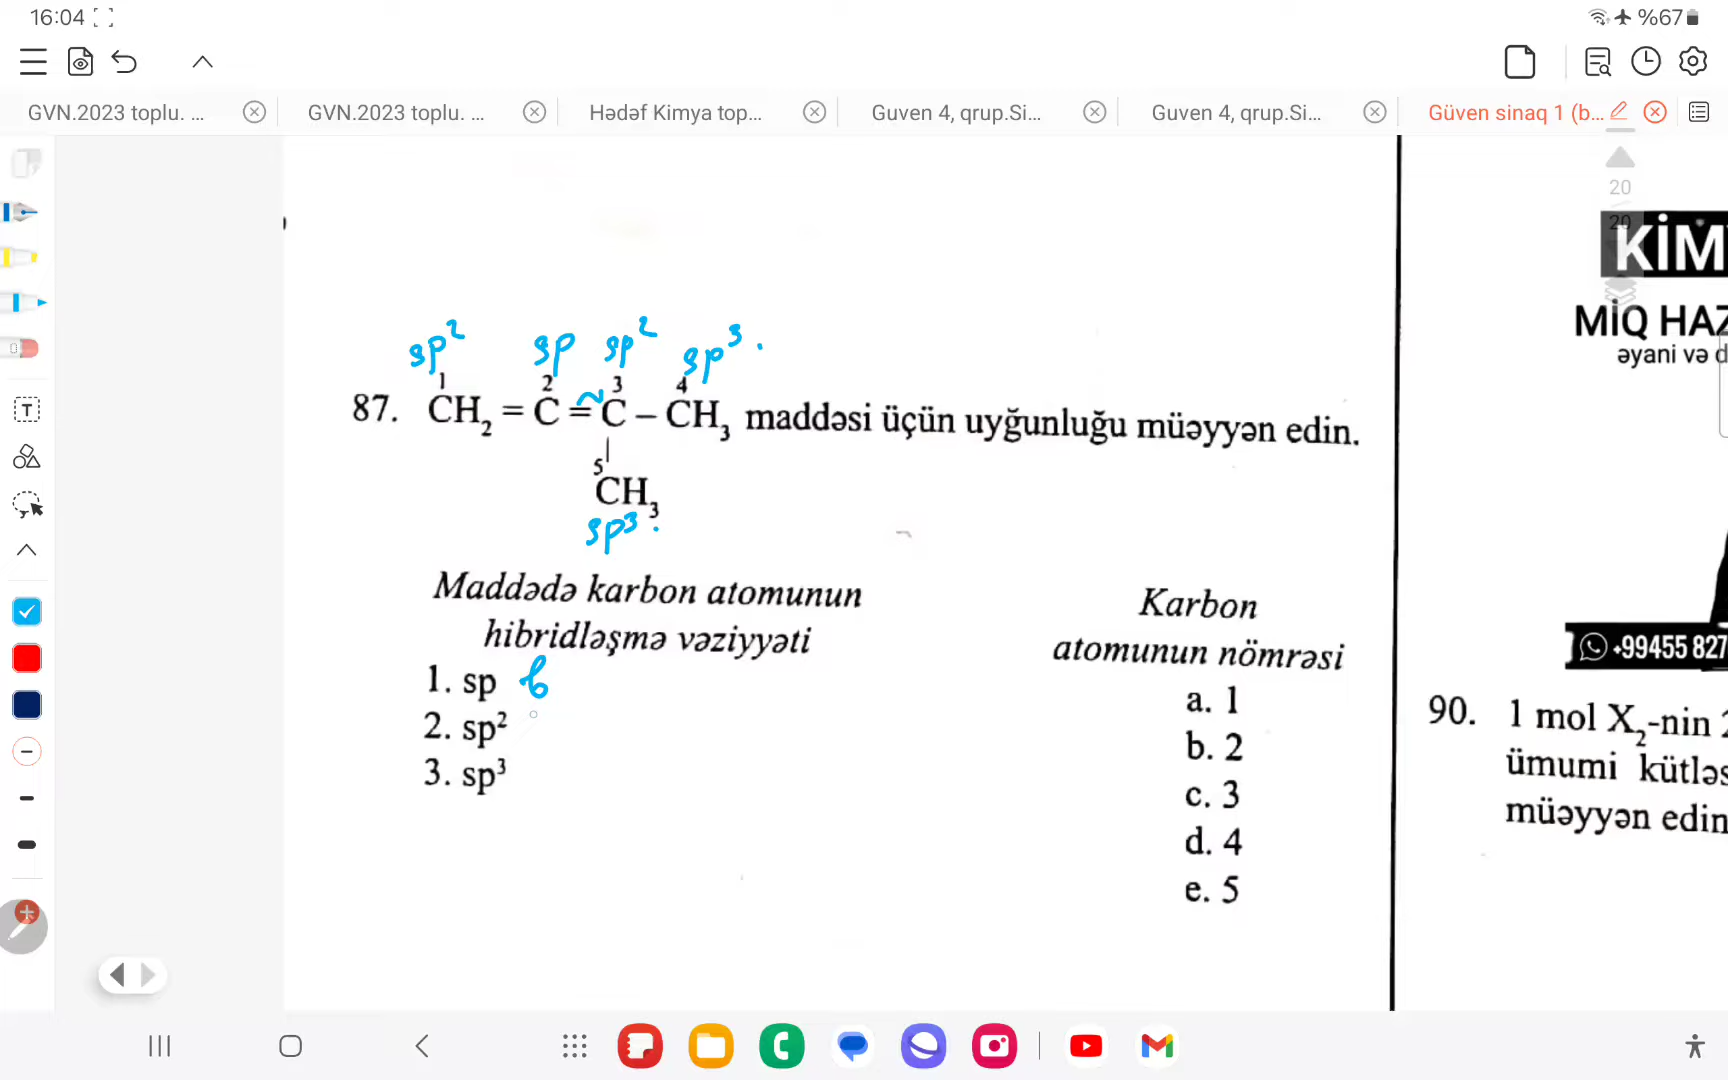 16:04
%67
GVN.2023 toplu. ...
GVN.2023 toplu. ...
Hədəf Kimya top...
Guven 4, qrup.Si...
Guven 4, qrup.Si...
Güven sinaq 1 (b...
20
20
KİM
MİQ HAZ
əyani və d
sp² sp sp² sp³.
1 2 3 4
87. CH₂ = C = C – CH₃ maddəsi üçün uyğunluğu müəyyən edin.
5
CH₃
sp³.
Maddədə karbon atomunun
hibridləşmə vəziyyəti
1. sp b
2. sp²
3. sp³
Karbon
atomunun nömrəsi
a. 1
b. 2
c. 3
d. 4
e. 5
+99455 827
90. 1 mol X₂-nin 2
ümumi kütləs
müəyyən edin
T